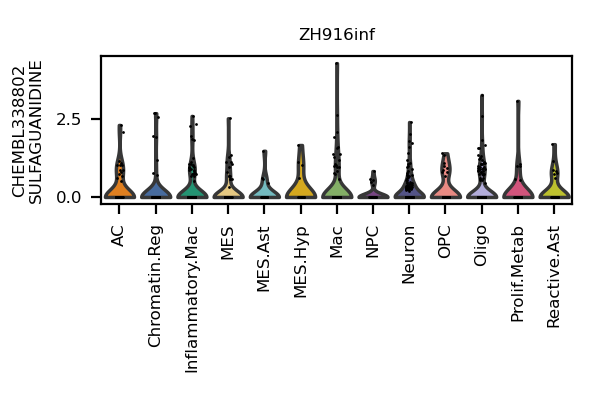 ZH916inf
CHEMBL338802
SULFAGUANIDINE
2.5
0.0
AC
Chromatin.Reg
Inflammatory.Mac
MES
MES.Ast
MES.Hyp
Mac
NPC
Neuron
OPC
Oligo
Prolif.Metab
Reactive.Ast